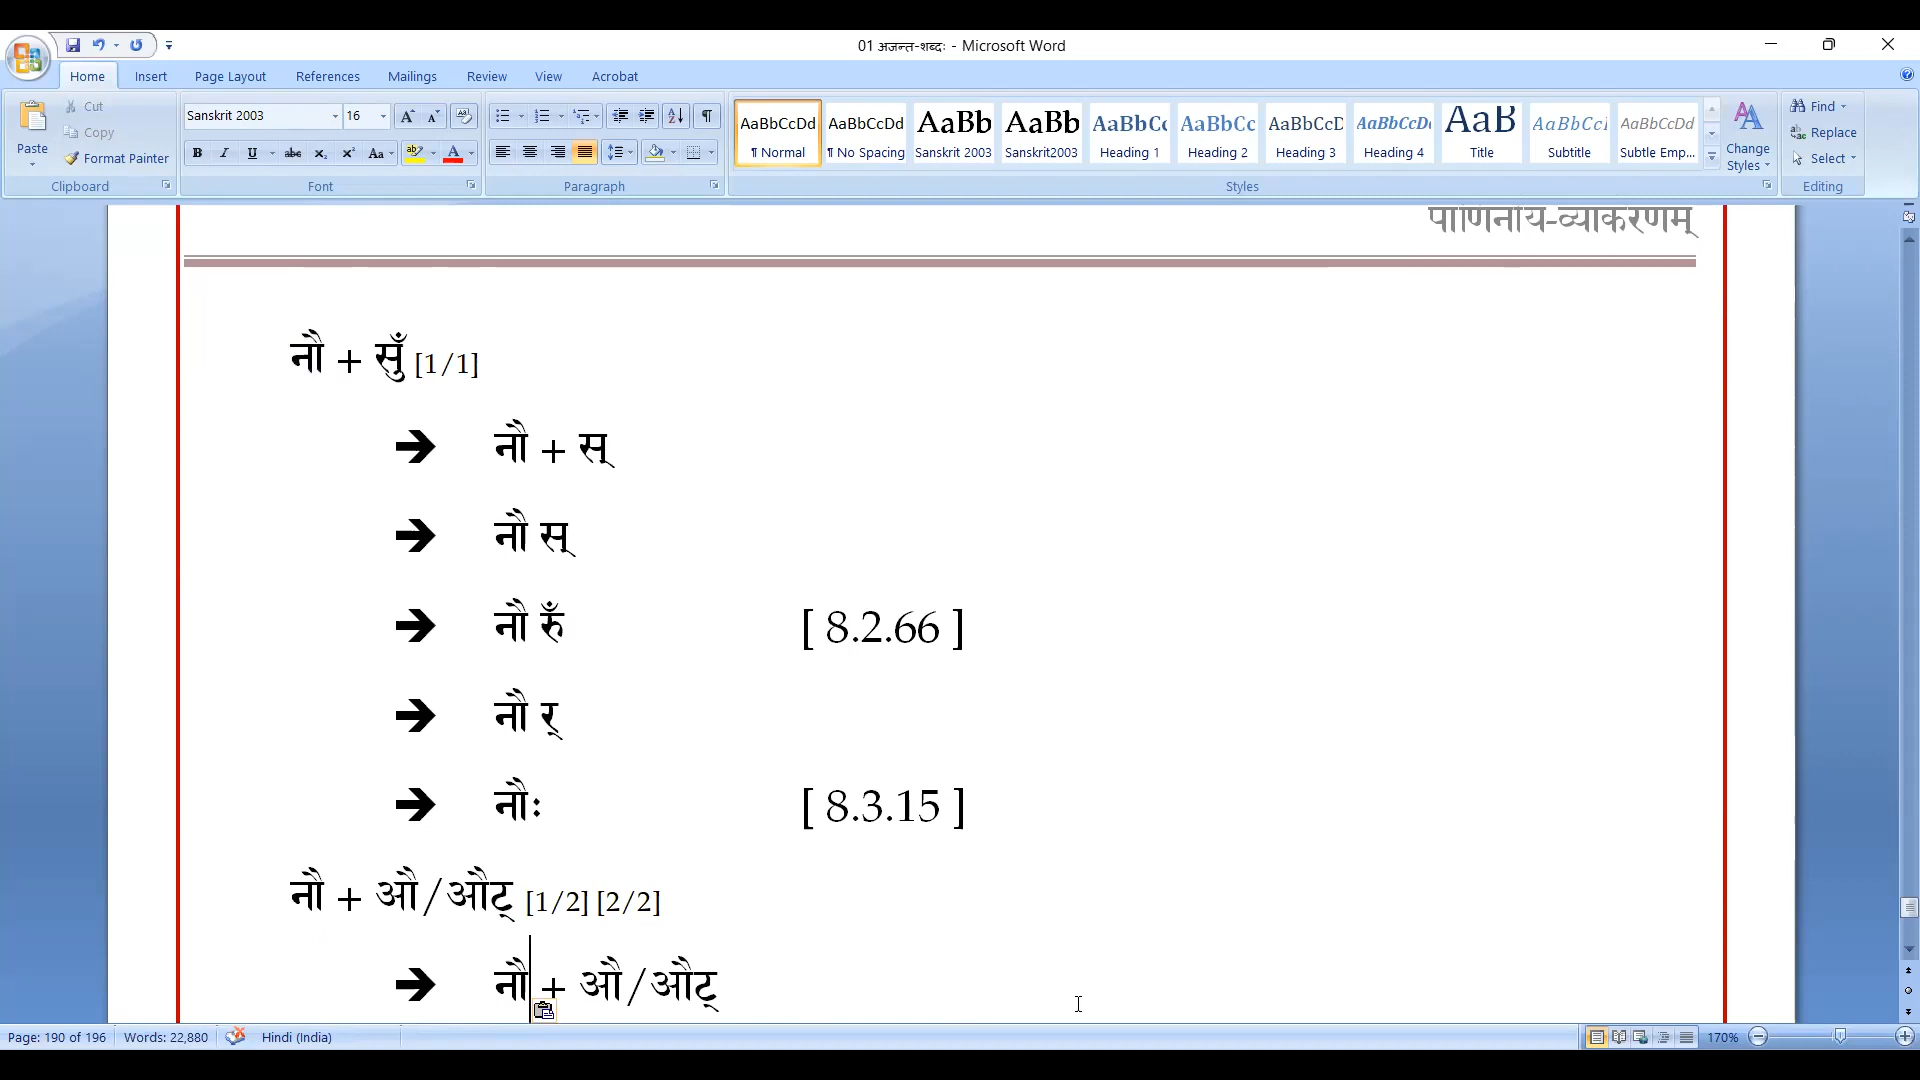 01 अजन्त-शब्दः - Microsoft Word
Home Insert Page Layout References Mailings Review View Acrobat
Paste
Cut
Copy
Format Painter
Clipboard
Sanskrit 2003 16
Font
Paragraph
AaBbCcDd AaBbCcDd AaBb AaBb AaBbCc AaBbCc AaBbCcD AaBbCcD AaB AaBbCcI AaBbCcDd
¶ Normal ¶ No Spacing Sanskrit 2003 Sanskrit2003 Heading 1 Heading 2 Heading 3 Heading 4 Title Subtitle Subtle Emp...
Change Styles
Styles
Find
Replace
Select
Editing
पाणिनीय-व्याकरणम्
नौ + सुँ [1/1]
➔ नौ + स्
➔ नौ स्
➔ नौ रुँ [ 8.2.66 ]
➔ नौ र्
➔ नौः [ 8.3.15 ]
नौ + औ/औट् [1/2] [2/2]
➔ नौ + औ/औट्
Page: 190 of 196 Words: 22,880 Hindi (India) 170%